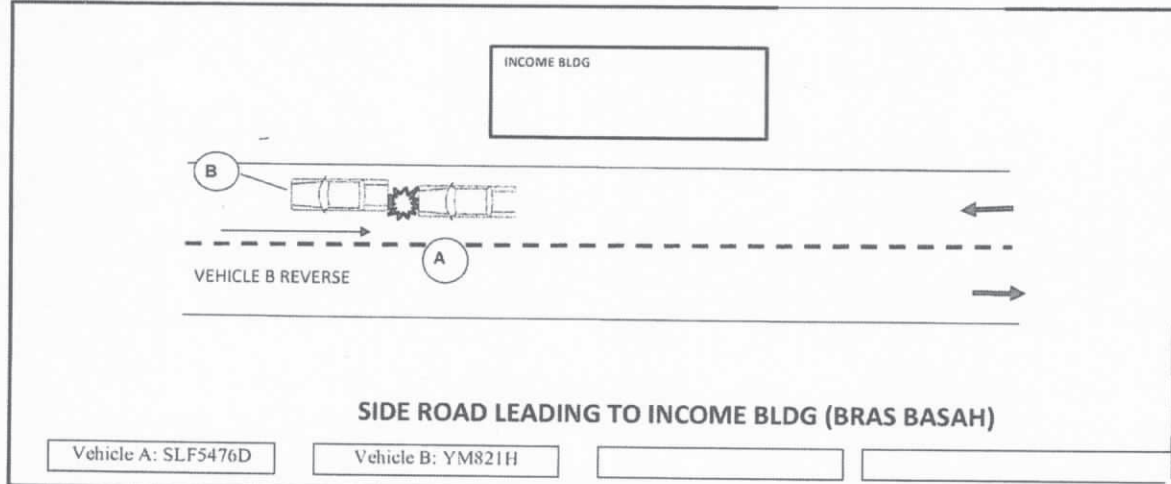 INCOME BLDG
B
A
VEHICLE B REVERSE
SIDE ROAD LEADING TO INCOME BLDG (BRAS BASAH)
Vehicle A: SLF5476D
Vehicle B: YM821H